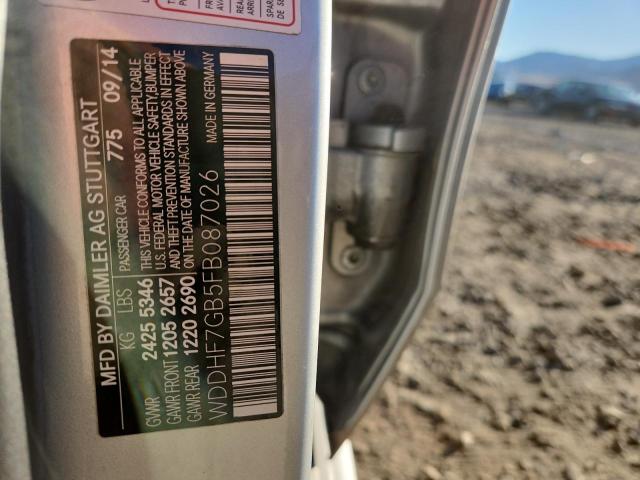 MFD BY DAIMLER AG STUTTGART 775 09/14
KG LBS PASSENGER CAR
GVWR 2425 5346
GAWR FRONT 1205 2657
GAWR REAR 1220 2690
THIS VEHICLE CONFORMS TO ALL APPLICABLE
U.S. FEDERAL MOTOR VEHICLE SAFETY, BUMPER
AND THEFT PREVENTION STANDARDS IN EFFECT
ON THE DATE OF MANUFACTURE SHOWN ABOVE
WDDHF7GB5FB087026 MADE IN GERMANY